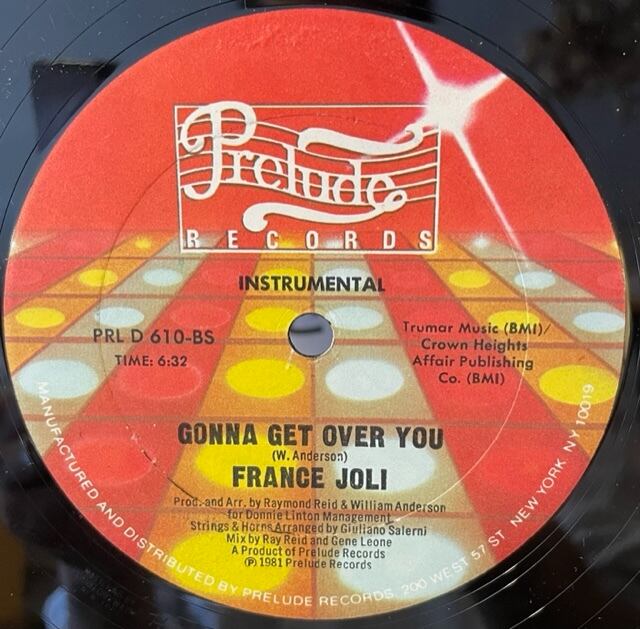 Prelude
RECORDS
INSTRUMENTAL
PRL D 610-BS
TIME: 6:32
Trumar Music (BMI)/
Crown Heights
Affair Publishing
Co. (BMI)
GONNA GET OVER YOU
(W. Anderson)
FRANCE JOLI
Prod. and Arr. by Raymond Reid & William Anderson
for Donnie Linton Management
Strings & Horns Arranged by Giuliano Salerni
Mix by Ray Reid and Gene Leone
A Product of Prelude Records
℗ 1981 Prelude Records
MANUFACTURED AND DISTRIBUTED BY PRELUDE RECORDS, 200 WEST 57 ST NEW YORK NY 10019